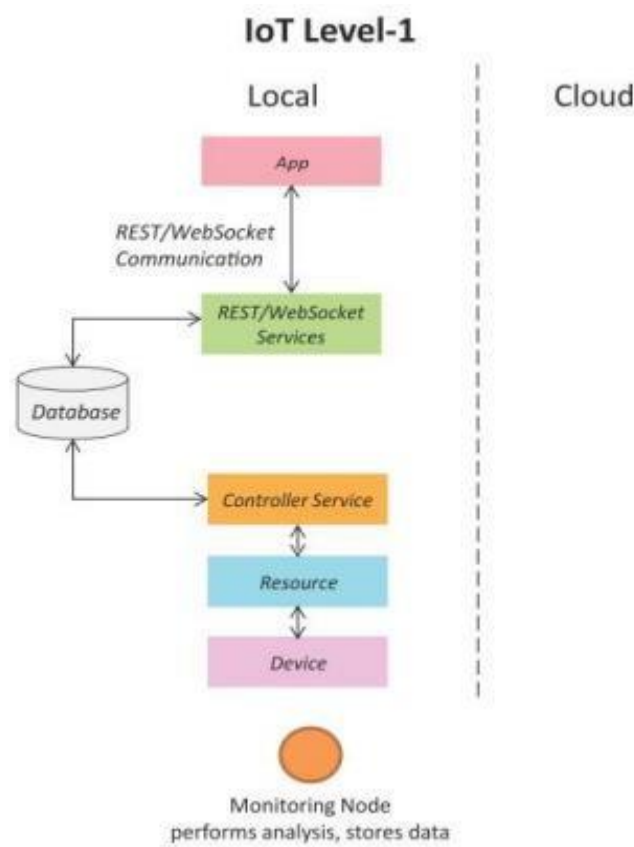 IoT Level-1
Local
Cloud
App
REST/WebSocket
Communication
REST/WebSocket
Services
Database
Controller Service
Resource
Device
Monitoring Node
performs analysis, stores data